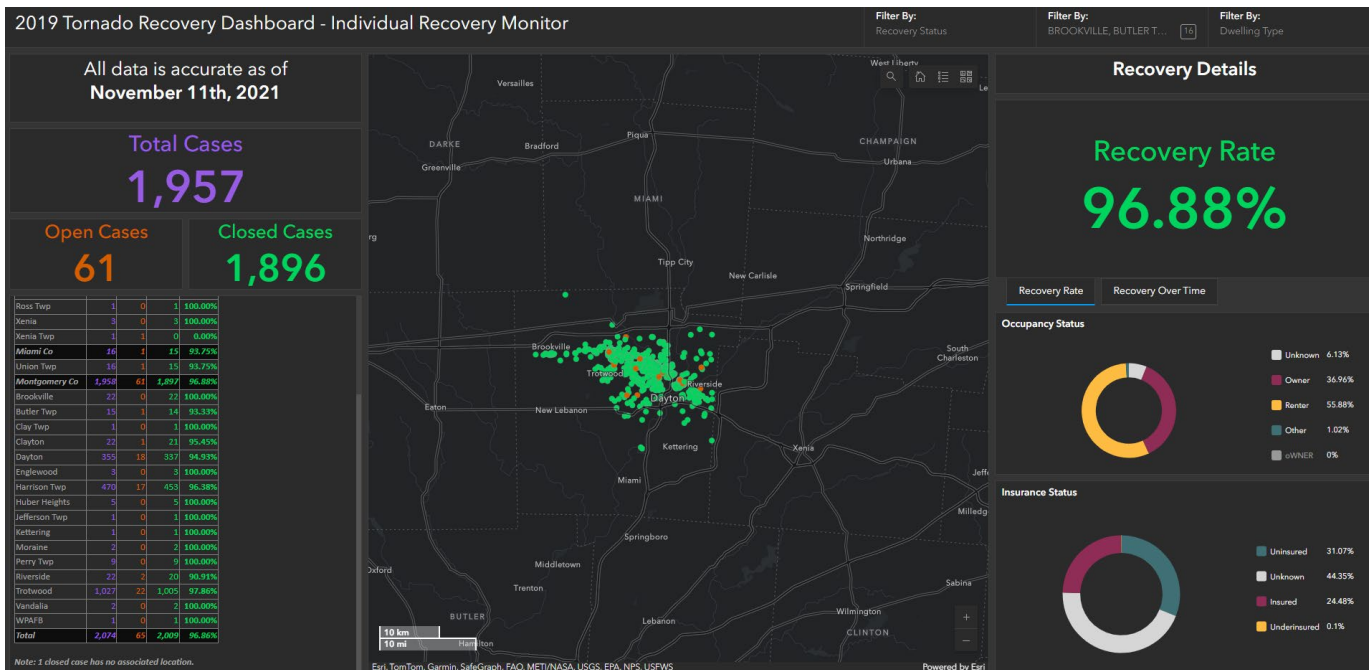 2019 Tornado Recovery Dashboard - Individual Recovery Monitor
Filter By:
Recovery Status
Filter By:
BROOKVILLE, BUTLER T... 16
Filter By:
Dwelling Type
All data is accurate as of
November 11th, 2021
Total Cases
1,957
Open Cases
61
Closed Cases
1,896
Ross Twp 1 0 1 100.00%
Xenia 3 0 3 100.00%
Xenia Twp 1 1 0 0.00%
Miami Co 16 1 15 93.75%
Union Twp 16 1 15 93.75%
Montgomery Co 1,958 61 1,897 96.88%
Brookville 22 0 22 100.00%
Butler Twp 15 1 14 93.33%
Clay Twp 1 0 1 100.00%
Clayton 22 1 21 95.45%
Dayton 355 18 337 94.93%
Englewood 3 0 3 100.00%
Harrison Twp 470 17 453 96.38%
Huber Heights 5 0 5 100.00%
Jefferson Twp 1 0 1 100.00%
Kettering 1 0 1 100.00%
Moraine 2 0 2 100.00%
Perry Twp 9 0 9 100.00%
Riverside 22 2 20 90.91%
Trotwood 1,027 22 1,005 97.86%
Vandalia 2 0 2 100.00%
WPAFB 1 0 1 100.00%
Total 2,074 65 2,009 96.86%
Note: 1 closed case has no associated location.
West Liberty
Versailles
Le
Piqua
DARKE
Bradford
CHAMPAIGN
Urbana
Greenville
MIAMI
rg
Northridge
Tipp City
New Carlisle
Springfield
Brookville
South
Charleston
Trotwood
Riverside
Dayton
Eaton
New Lebanon
Kettering
Xenia
Jeff
Miami
Milledg
Springboro
Oxford
Middletown
Trenton
Sabina
BUTLER
Lebanon
Wilmington
CLINTON
Hamilton
10 km
10 mi
+
−
Esri, TomTom, Garmin, SafeGraph, FAO, METI/NASA, USGS, EPA, NPS, USFWS
Powered by Esri
Recovery Details
Recovery Rate
96.88%
Recovery Rate
Recovery Over Time
Occupancy Status
Unknown 6.13%
Owner 36.96%
Renter 55.88%
Other 1.02%
oWNER 0%
Insurance Status
Uninsured 31.07%
Unknown 44.35%
Insured 24.48%
Underinsured 0.1%